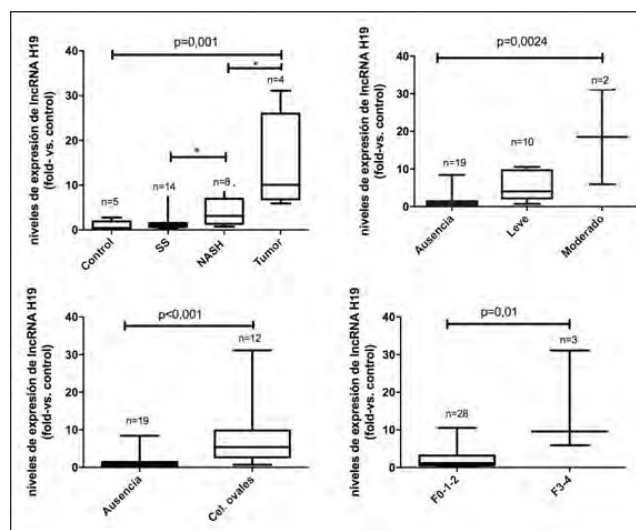 niveles de expresión de lncRNA H19
(fold- vs. control)
40
30
20
10
0
p=0,001
*
*
n=5
n=14
n=8
n=4
Control
SS
NASH
Tumor
niveles de expresión de lncRNA H19
(fold-vs. control)
40
30
20
10
0
p=0,0024
n=19
n=10
n=2
Ausencia
Leve
Moderado
niveles de expresión de lncRNA H19
(fold-vs. control)
40
30
20
10
0
p<0,001
n=19
n=12
Ausencia
Cel. ovales
niveles de expresión de lncRNA H19
(fold-vs. control)
40
30
20
10
0
p=0,01
n=28
n=3
F0-1-2
F3-4